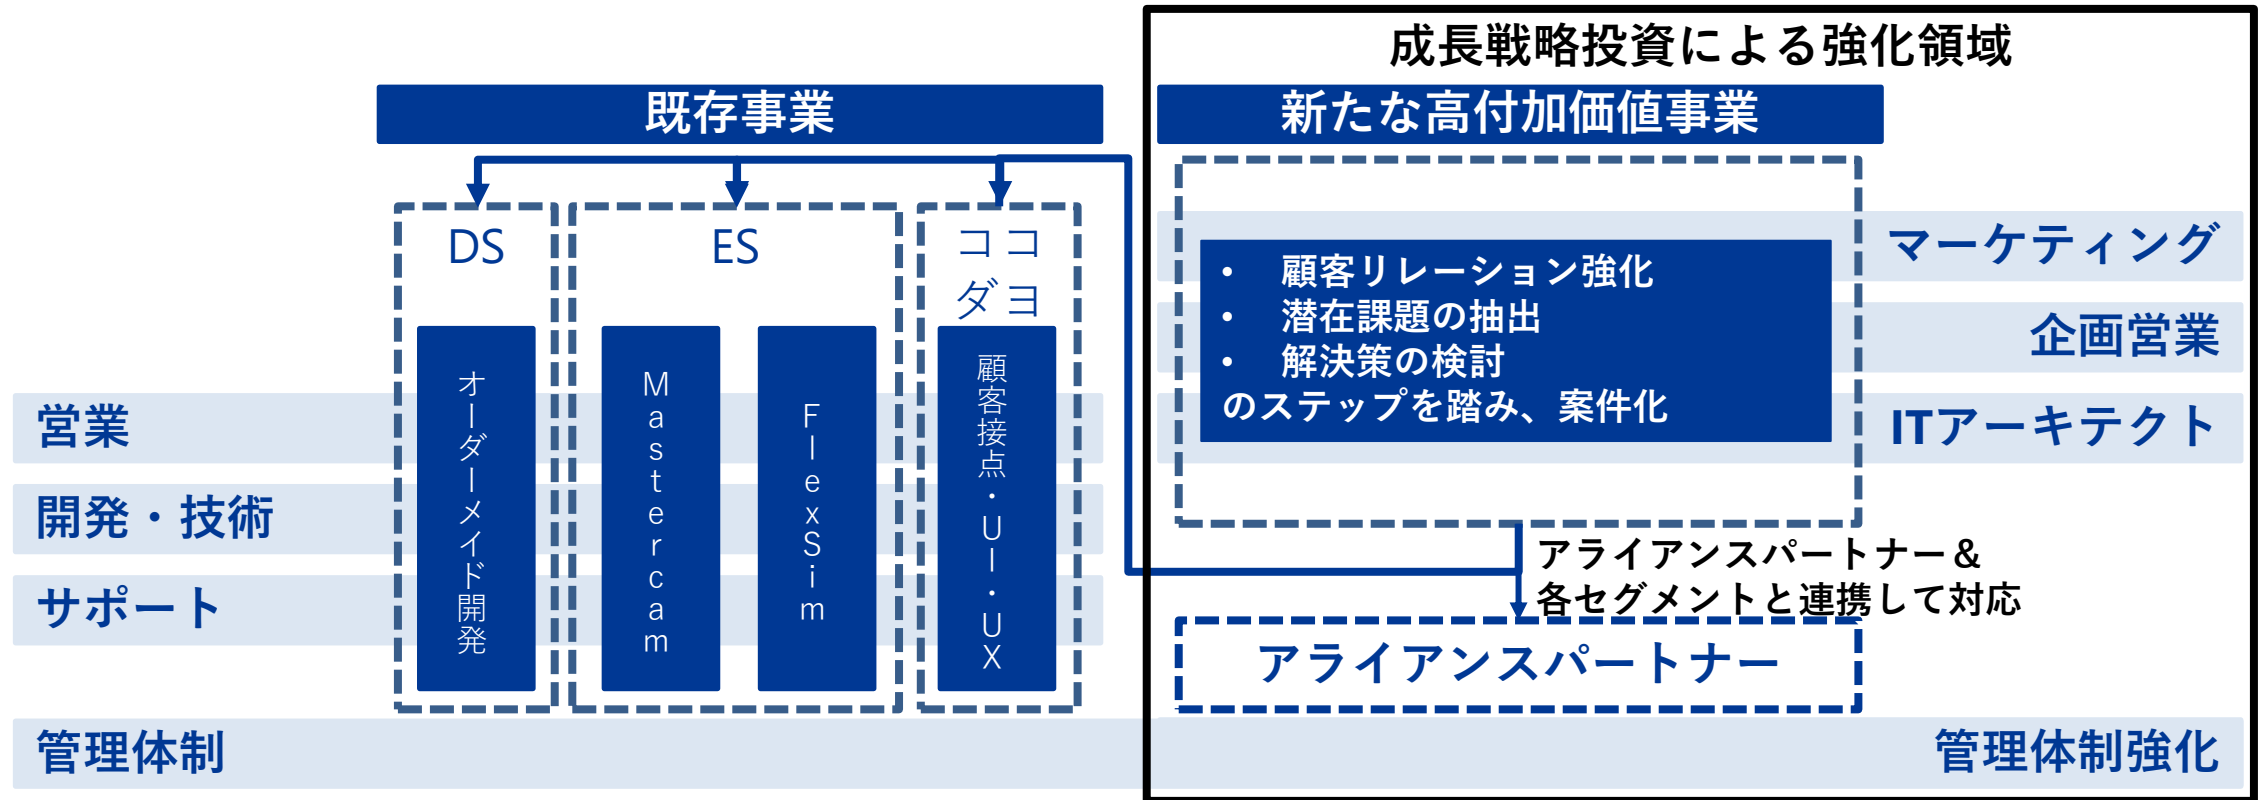 成長戦略投資による強化領域
既存事業
新たな高付加価値事業
DS
ES
ココ
ダヨ
オーダーメイド開発
Mastercam
FlexSim
顧客接点・UI・UX
営業
開発・技術
サポート
管理体制
• 顧客リレーション強化
• 潜在課題の抽出
• 解決策の検討
のステップを踏み、案件化
マーケティング
企画営業
ITアーキテクト
アライアンスパートナー＆
各セグメントと連携して対応
アライアンスパートナー
管理体制強化